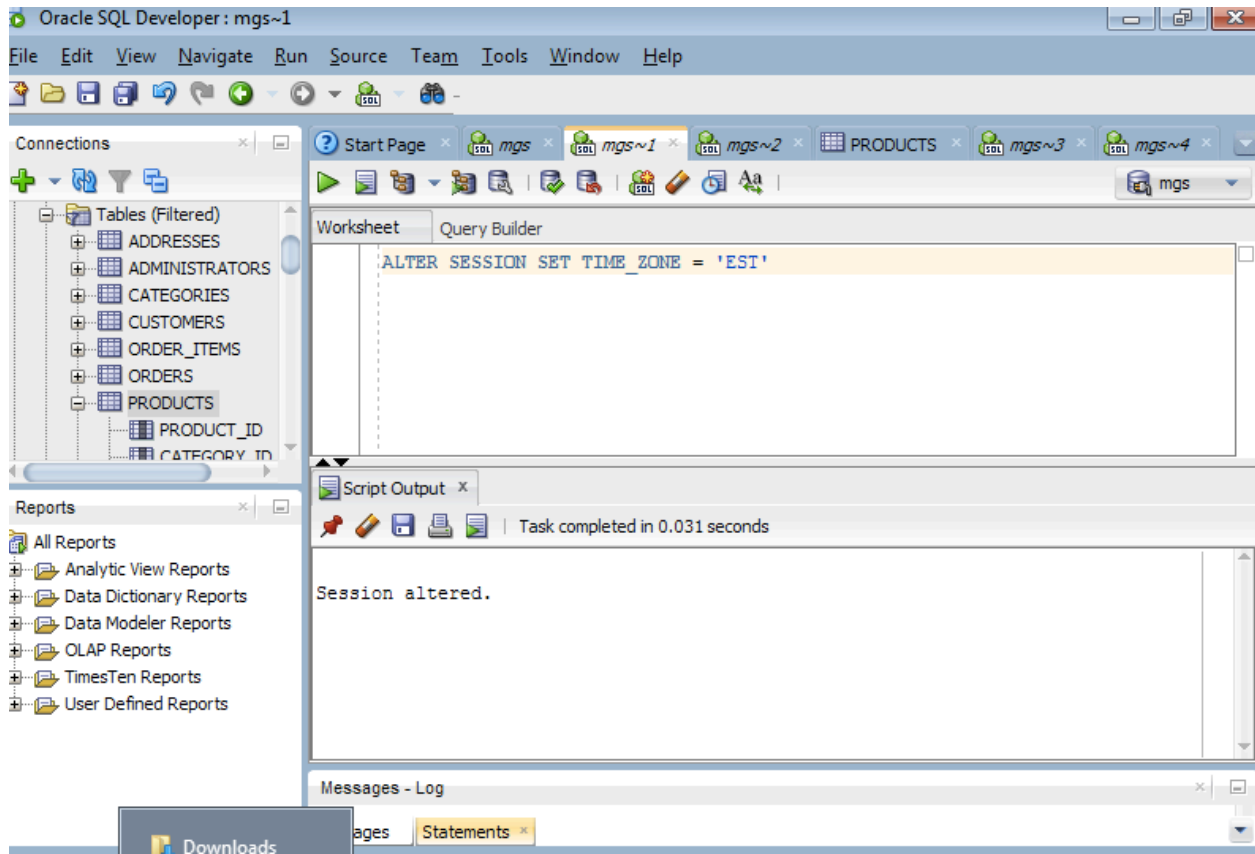 Oracle SQL Developer : mgs~1
File Edit View Navigate Run Source Team Tools Window Help
Connections
Start Page mgs mgs~1 mgs~2 PRODUCTS mgs~3 mgs~4
mgs
Tables (Filtered)
ADDRESSES
ADMINISTRATORS
CATEGORIES
CUSTOMERS
ORDER_ITEMS
ORDERS
PRODUCTS
PRODUCT_ID
CATEGORY_ID
Worksheet Query Builder
ALTER SESSION SET TIME_ZONE = 'EST'
Script Output
Task completed in 0.031 seconds
Session altered.
Reports
All Reports
Analytic View Reports
Data Dictionary Reports
Data Modeler Reports
OLAP Reports
TimesTen Reports
User Defined Reports
Messages - Log
ages Statements
Downloads